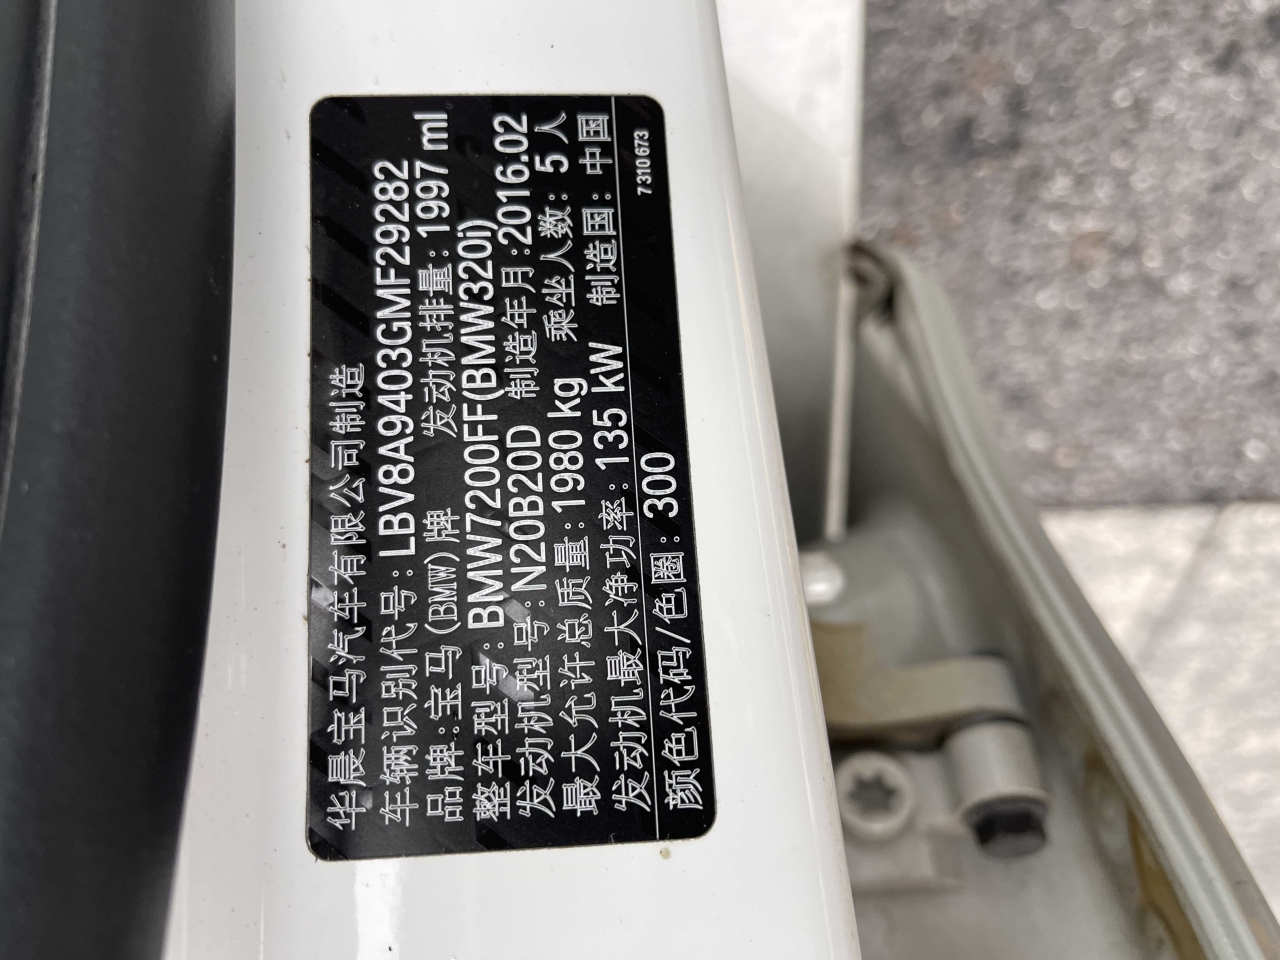 华晨宝马汽车有限公司制造
车辆识别代号:LBV8A9403GMF29282
品牌:宝马(BMW)牌 发动机排量:1997 ml
整车型号:BMW7200FF(BMW320i)
发动机型号:N20B20D 制造年月:2016.02
最大允许总质量:1980 kg 乘坐人数: 5 人
发动机最大净功率:135 kW 制造国: 中国
颜色代码/色圈: 300 7310673